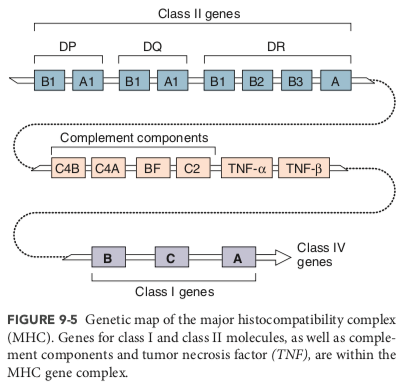 Class II genes
DP DQ DR
B1 A1 B1 A1 B1 B2 B3 A
Complement components
C4B C4A BF C2 TNF-α TNF-β
B C A Class IV
genes
Class I genes
FIGURE 9-5 Genetic map of the major histocompatibility complex
(MHC). Genes for class I and class II molecules, as well as comple-
ment components and tumor necrosis factor (TNF), are within the
MHC gene complex.